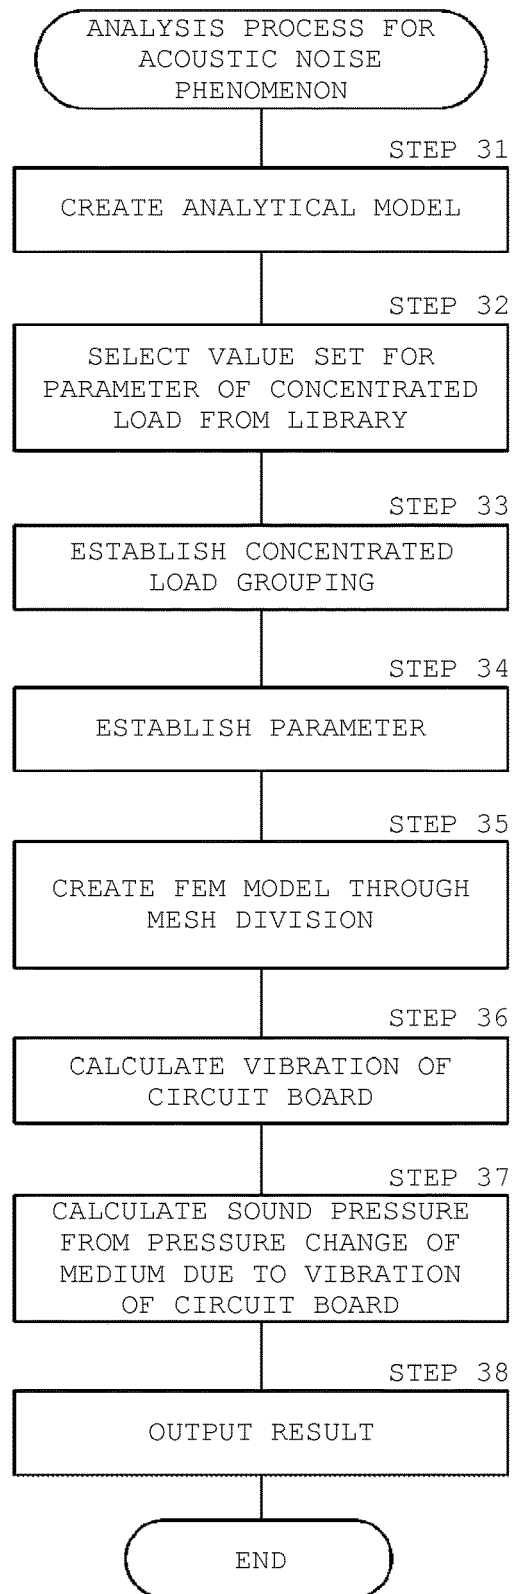 ANALYSIS PROCESS FOR
ACOUSTIC NOISE
PHENOMENON
STEP 31
CREATE ANALYTICAL MODEL
STEP 32
SELECT VALUE SET FOR
PARAMETER OF CONCENTRATED
LOAD FROM LIBRARY
STEP 33
ESTABLISH CONCENTRATED
LOAD GROUPING
STEP 34
ESTABLISH PARAMETER
STEP 35
CREATE FEM MODEL THROUGH
MESH DIVISION
STEP 36
CALCULATE VIBRATION OF
CIRCUIT BOARD
STEP 37
CALCULATE SOUND PRESSURE
FROM PRESSURE CHANGE OF
MEDIUM DUE TO VIBRATION
OF CIRCUIT BOARD
STEP 38
OUTPUT RESULT
END